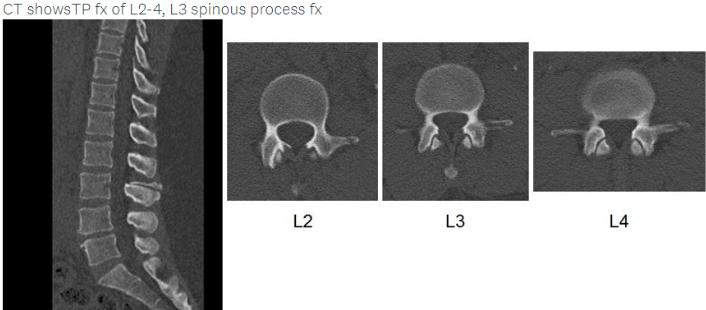 CT showsTP fx of L2-4, L3 spinous process fx
L2
L3
L4